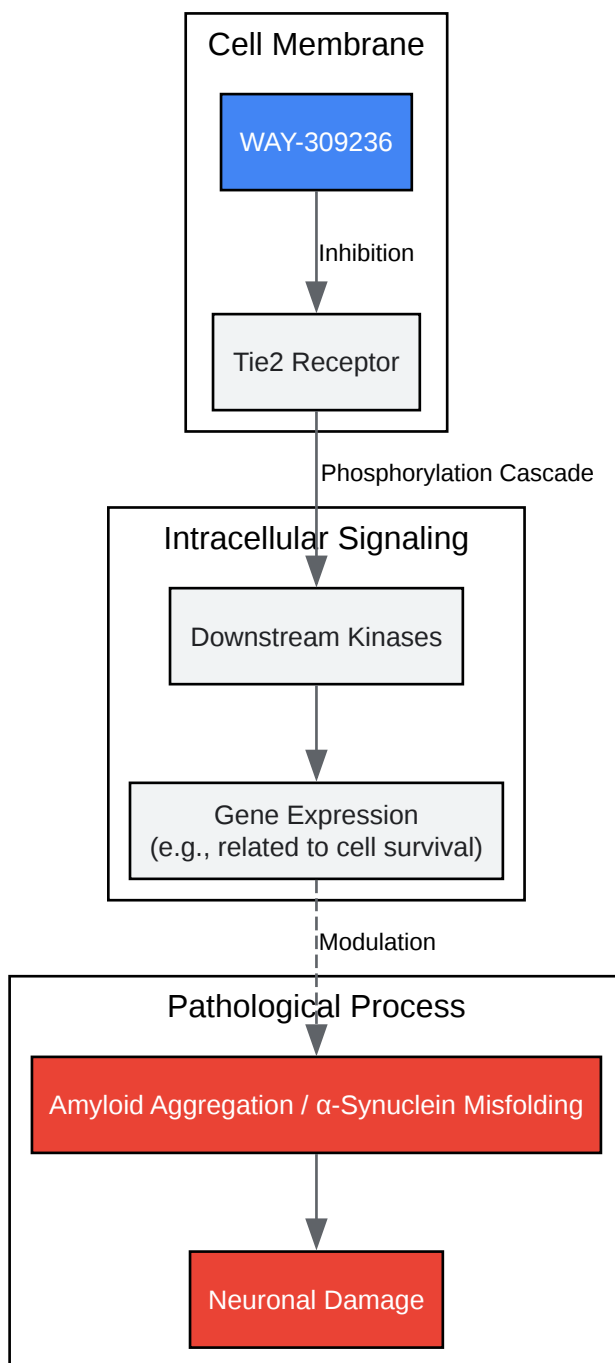 Cell Membrane
WAY-309236
Inhibition
Tie2 Receptor
Phosphorylation Cascade
Intracellular Signaling
Downstream Kinases
Gene Expression
(e.g., related to cell survival)
Modulation
Pathological Process
Amyloid Aggregation / α-Synuclein Misfolding
Neuronal Damage